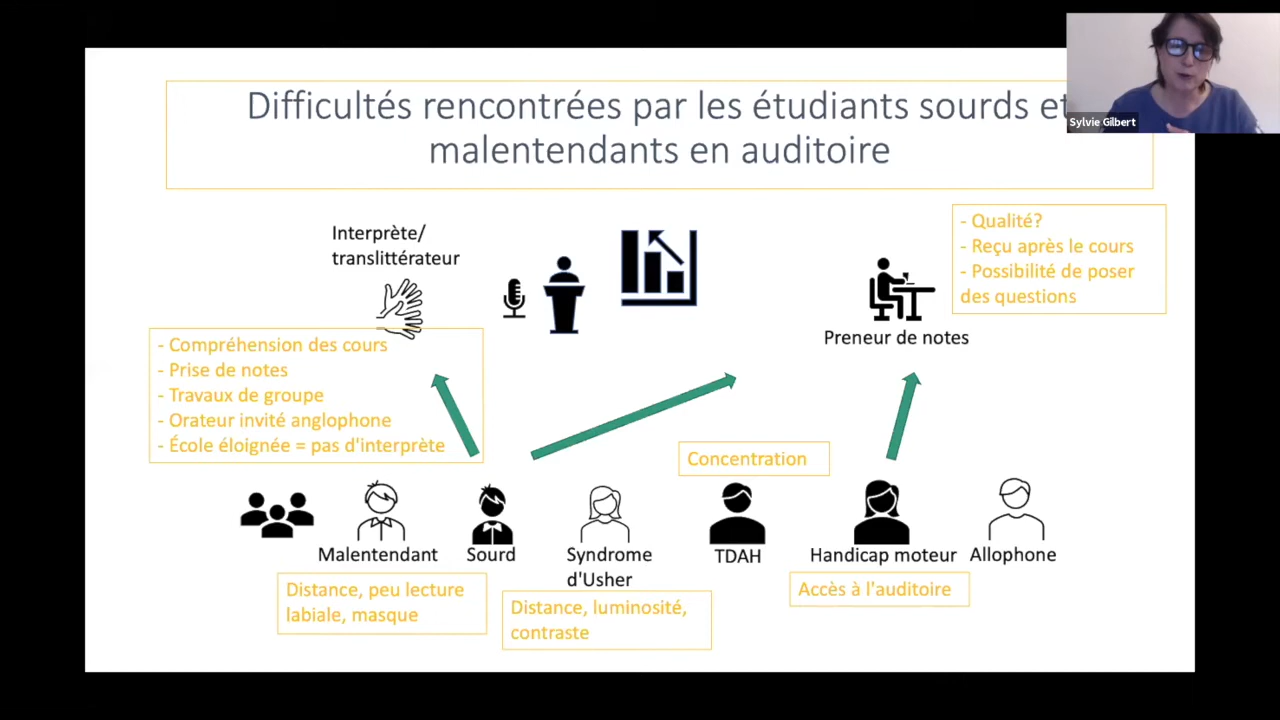 Difficultés rencontrées par les étudiants sourds et
malentendants en auditoire
Sylvie Gilbert
Interprète/
translittérateur
- Qualité?
- Reçu après le cours
- Possibilité de poser
des questions
Preneur de notes
- Compréhension des cours
- Prise de notes
- Travaux de groupe
- Orateur invité anglophone
- École éloignée = pas d'interprète
Concentration
Malentendant
Sourd
Syndrome
d'Usher
TDAH
Handicap moteur
Allophone
Distance, peu lecture
labiale, masque
Distance, luminosité,
contraste
Accès à l'auditoire